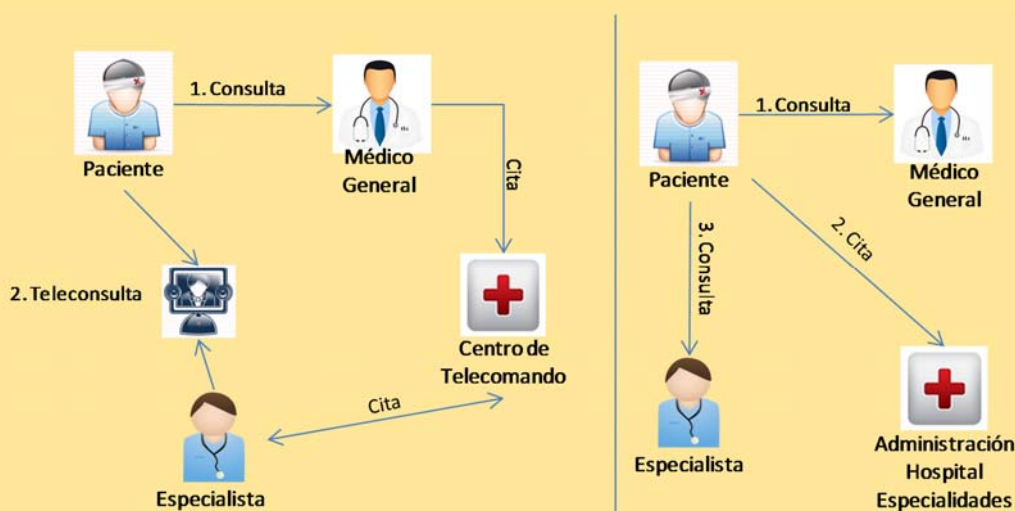 1. Consulta
Paciente
Médico
General
Cita
2. Teleconsulta
Centro de
Telecomando
Cita
Especialista
1. Consulta
Paciente
Médico
General
3. Consulta
2. Cita
Especialista
Administración
Hospital
Especialidades